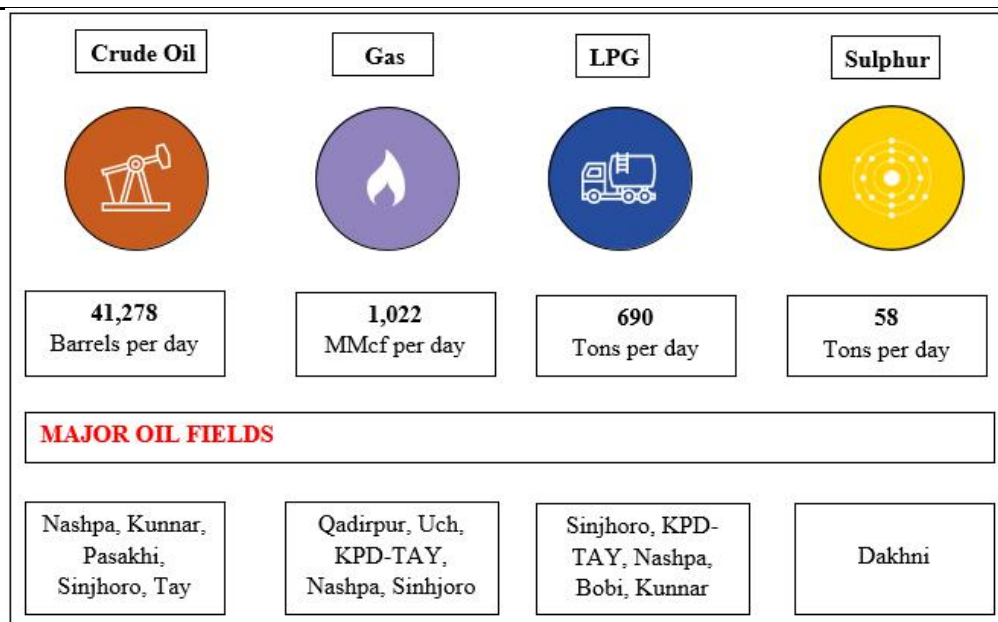 Crude Oil
Gas
LPG
Sulphur
41,278
Barrels per day
1,022
MMcf per day
690
Tons per day
58
Tons per day
MAJOR OIL FIELDS
Nashpa, Kunnar,
Pasakhi,
Sinjhoro, Tay
Qadirpur, Uch,
KPD-TAY,
Nashpa, Sinhjoro
Sinjhoro, KPD-
TAY, Nashpa,
Bobi, Kunnar
Dakhni